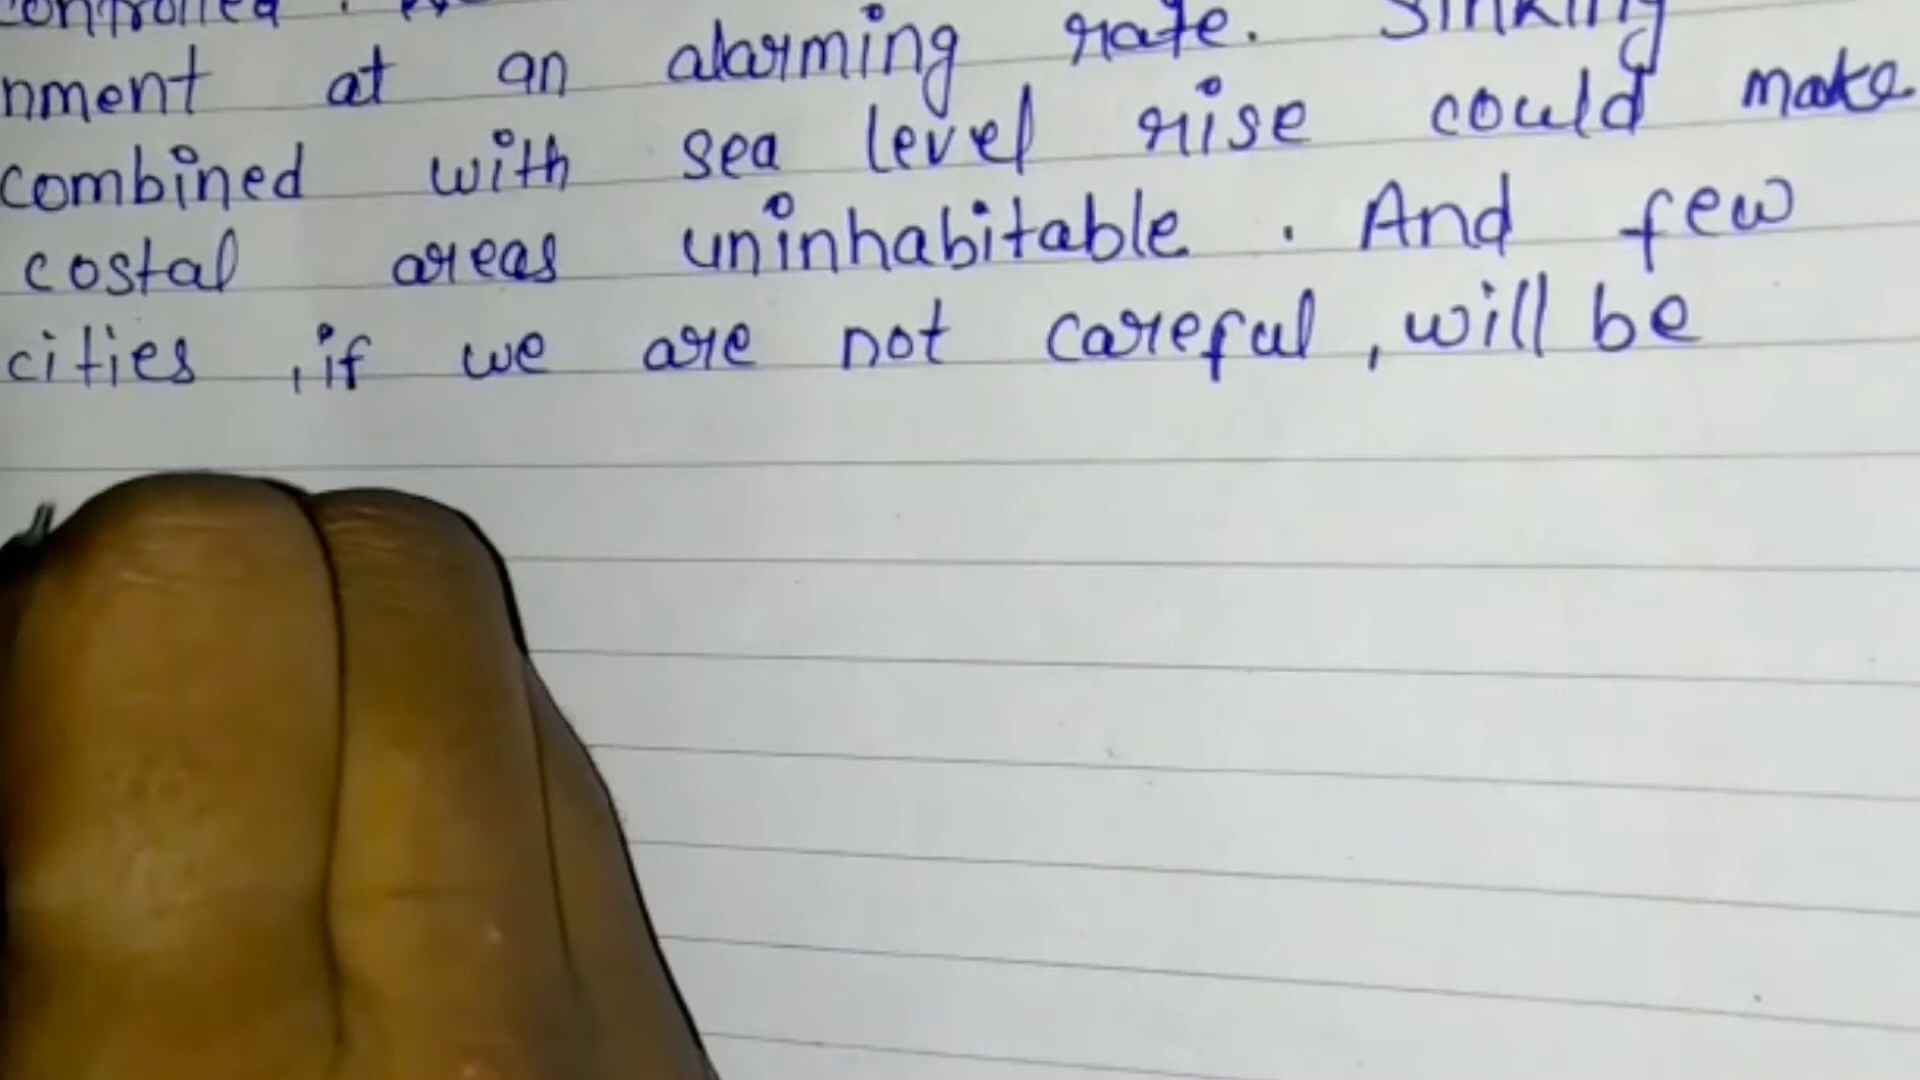 controlled .
nment at an alarming rate. Sinking
combined with sea level rise could make
costal areas uninhabitable . And few
cities , if we are not careful , will be